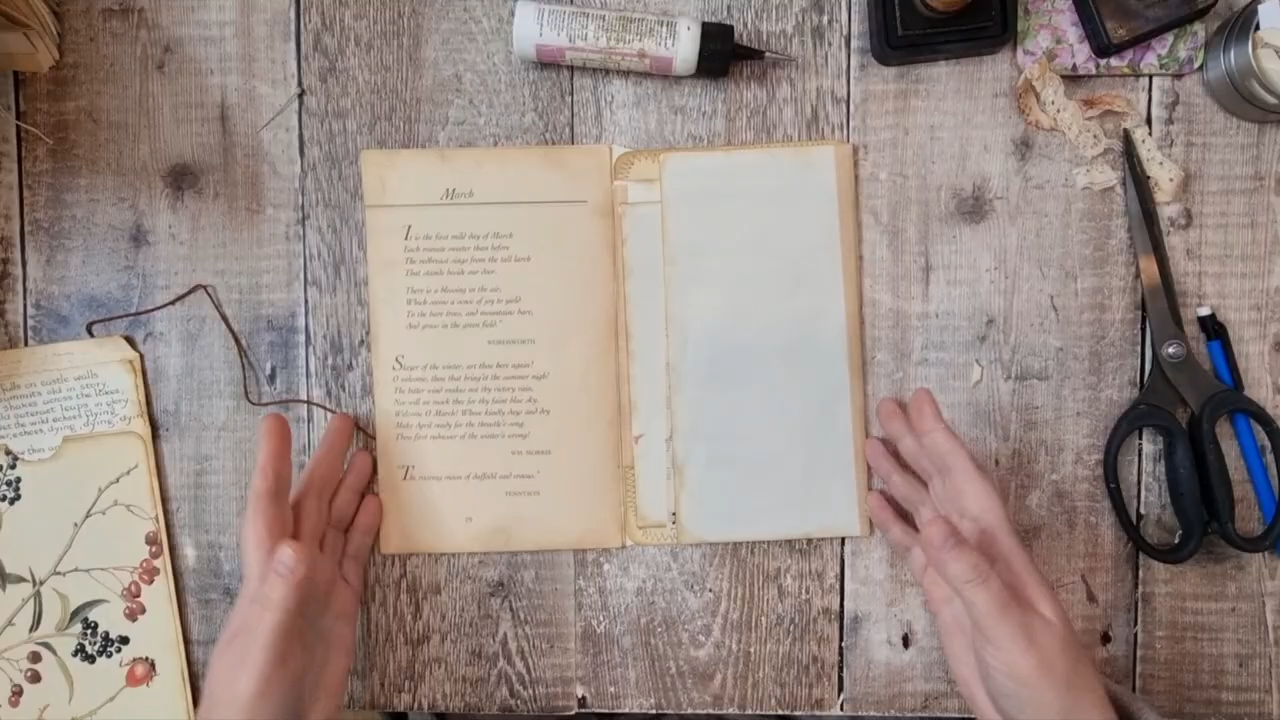 March
It is the first mild day of March
Each minute sweeter than before
The redbreast sings from the tall larch
That stands beside our door.
There is a blessing in the air,
Which seems a sense of joy to yield
To the bare trees, and mountains bare,
And grass in the green field."
WORDSWORTH
Slayer of the winter, art thou here again?
O welcome, thou that bring'st the summer nigh!
The bitter wind makes not thy victory vain,
Nor will we mock thee for thy faint blue sky.
Welcome O March! Whose kindly days and dry
Make April ready for the throstle's song.
Thou first redresser of the winter's wrong!
WM MORRIS
"The roaring moon of daffodil and crocus."
TENNYSON
29
falls on castle walls
summits old in story,
shakes across the lakes,
cataract leaps in glory
the wild echoes flying,
echoes, dying, dying, dyin
how thin an